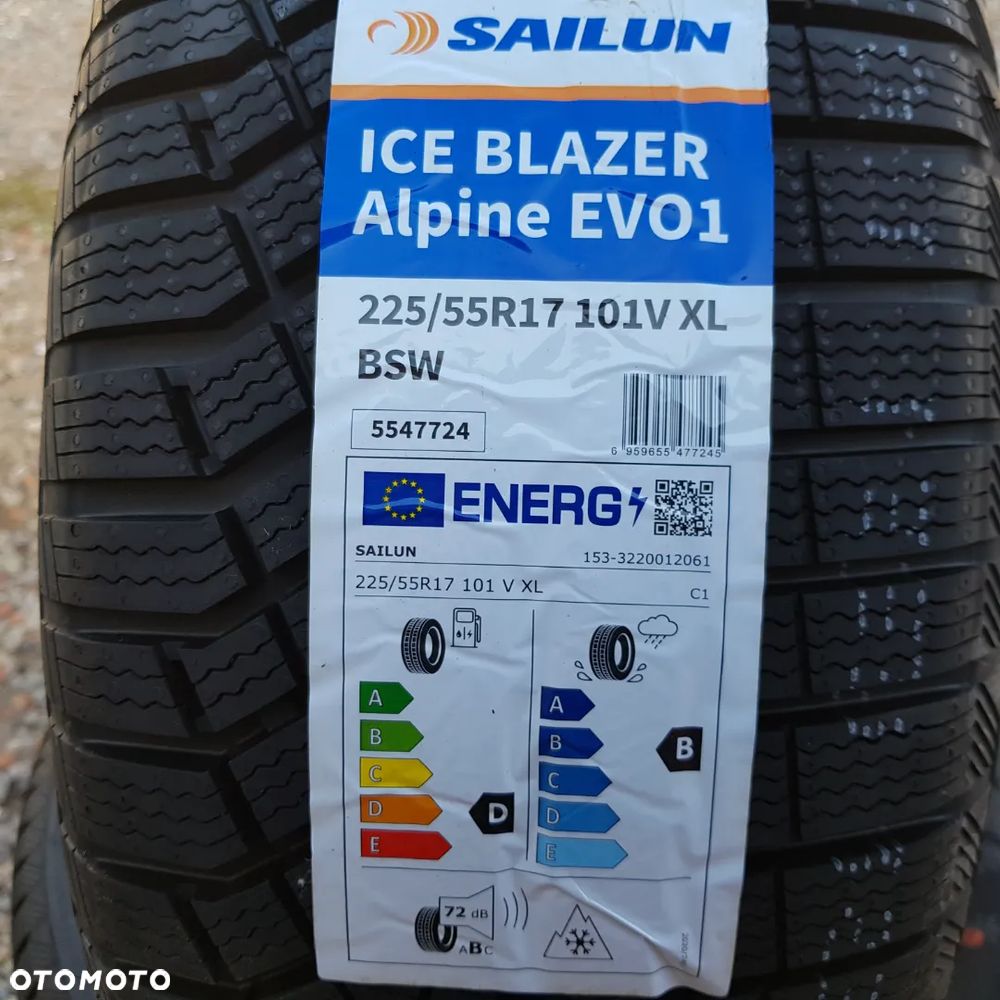 SAILUN
ICE BLAZER
Alpine EVO1
225/55R17 101V XL
BSW
5547724
6 959655 477245
ENERG
SAILUN 153-3220012061
225/55R17 101 V XL C1
A A
B B B
C C
D D D
E E
72 dB
ABC
OTOMOTO